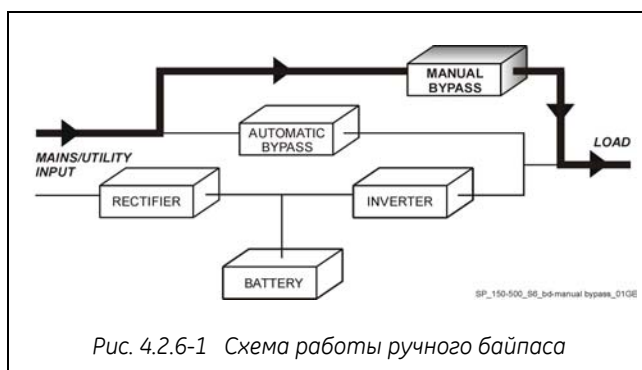 MANUAL
BYPASS
AUTOMATIC
BYPASS
LOAD
MAINS/UTILITY
INPUT
RECTIFIER
INVERTER
BATTERY
SP_150-500_S6_bd-manual bypass_01GB
Рис. 4.2.6-1 Схема работы ручного байпаса